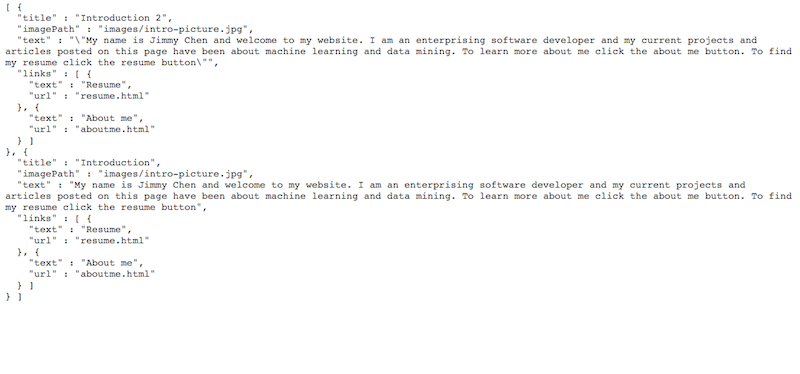 [ {
  "title" : "Introduction 2",
  "imagePath" : "images/intro-picture.jpg",
  "text" : "\"My name is Jimmy Chen and welcome to my website. I am an enterprising software developer and my current projects and
articles posted on this page have been about machine learning and data mining. To learn more about me click the about me button. To find
my resume click the resume button\"",
  "links" : [ {
    "text" : "Resume",
    "url" : "resume.html"
  }, {
    "text" : "About me",
    "url" : "aboutme.html"
  } ]
}, {
  "title" : "Introduction",
  "imagePath" : "images/intro-picture.jpg",
  "text" : "My name is Jimmy Chen and welcome to my website. I am an enterprising software developer and my current projects and
articles posted on this page have been about machine learning and data mining. To learn more about me click the about me button. To find
my resume click the resume button",
  "links" : [ {
    "text" : "Resume",
    "url" : "resume.html"
  }, {
    "text" : "About me",
    "url" : "aboutme.html"
  } ]
} ]